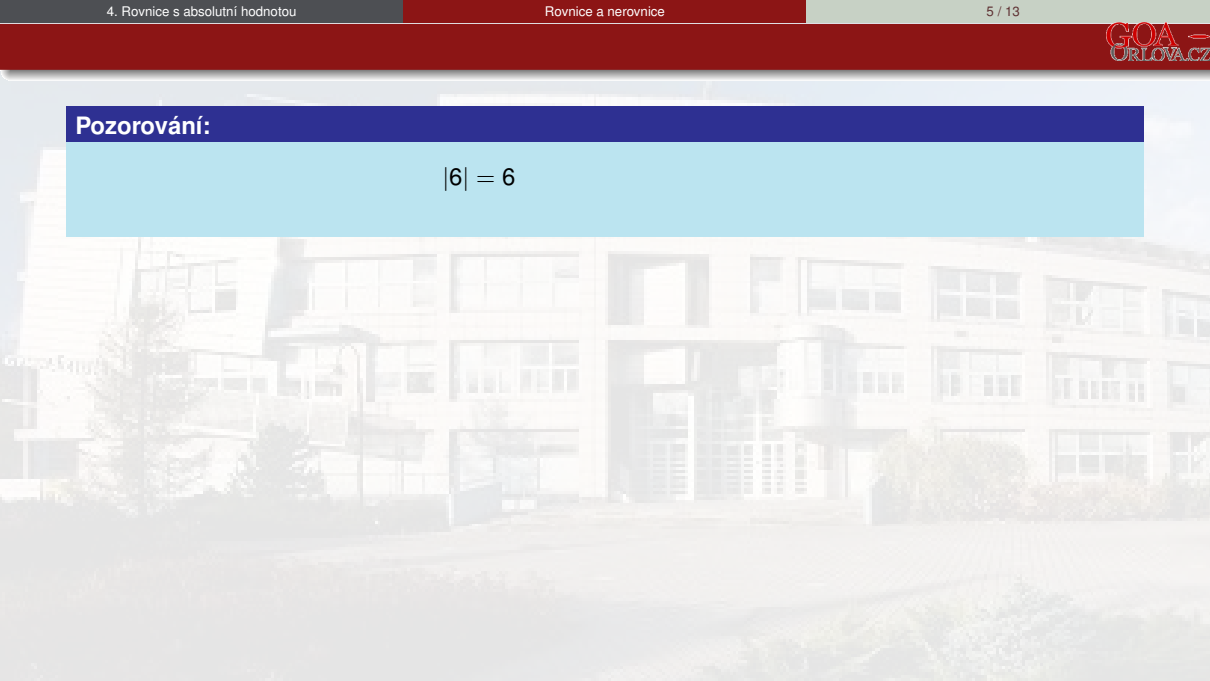 4. Rovnice s absolutní hodnotou
Rovnice a nerovnice
5 / 13
GOA –
ORLOVA.CZ
Pozorování:
|6| = 6